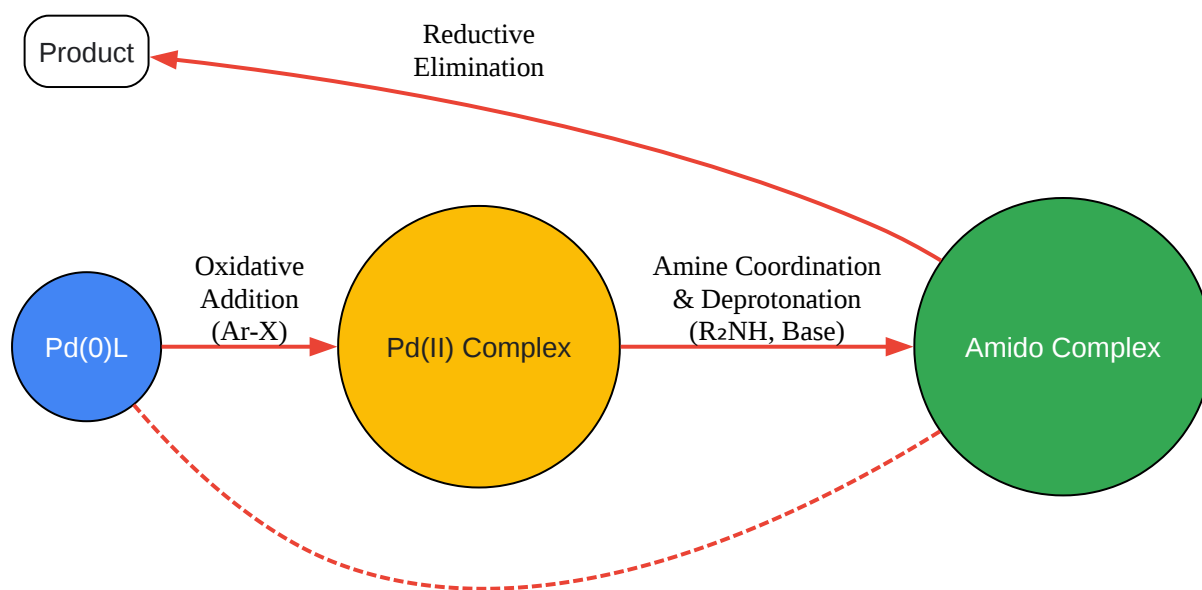 Product
Reductive
Elimination
Oxidative
Addition
(Ar-X)
Amine Coordination
& Deprotonation
(R₂NH, Base)
Pd(0)L
Pd(II) Complex
Amido Complex